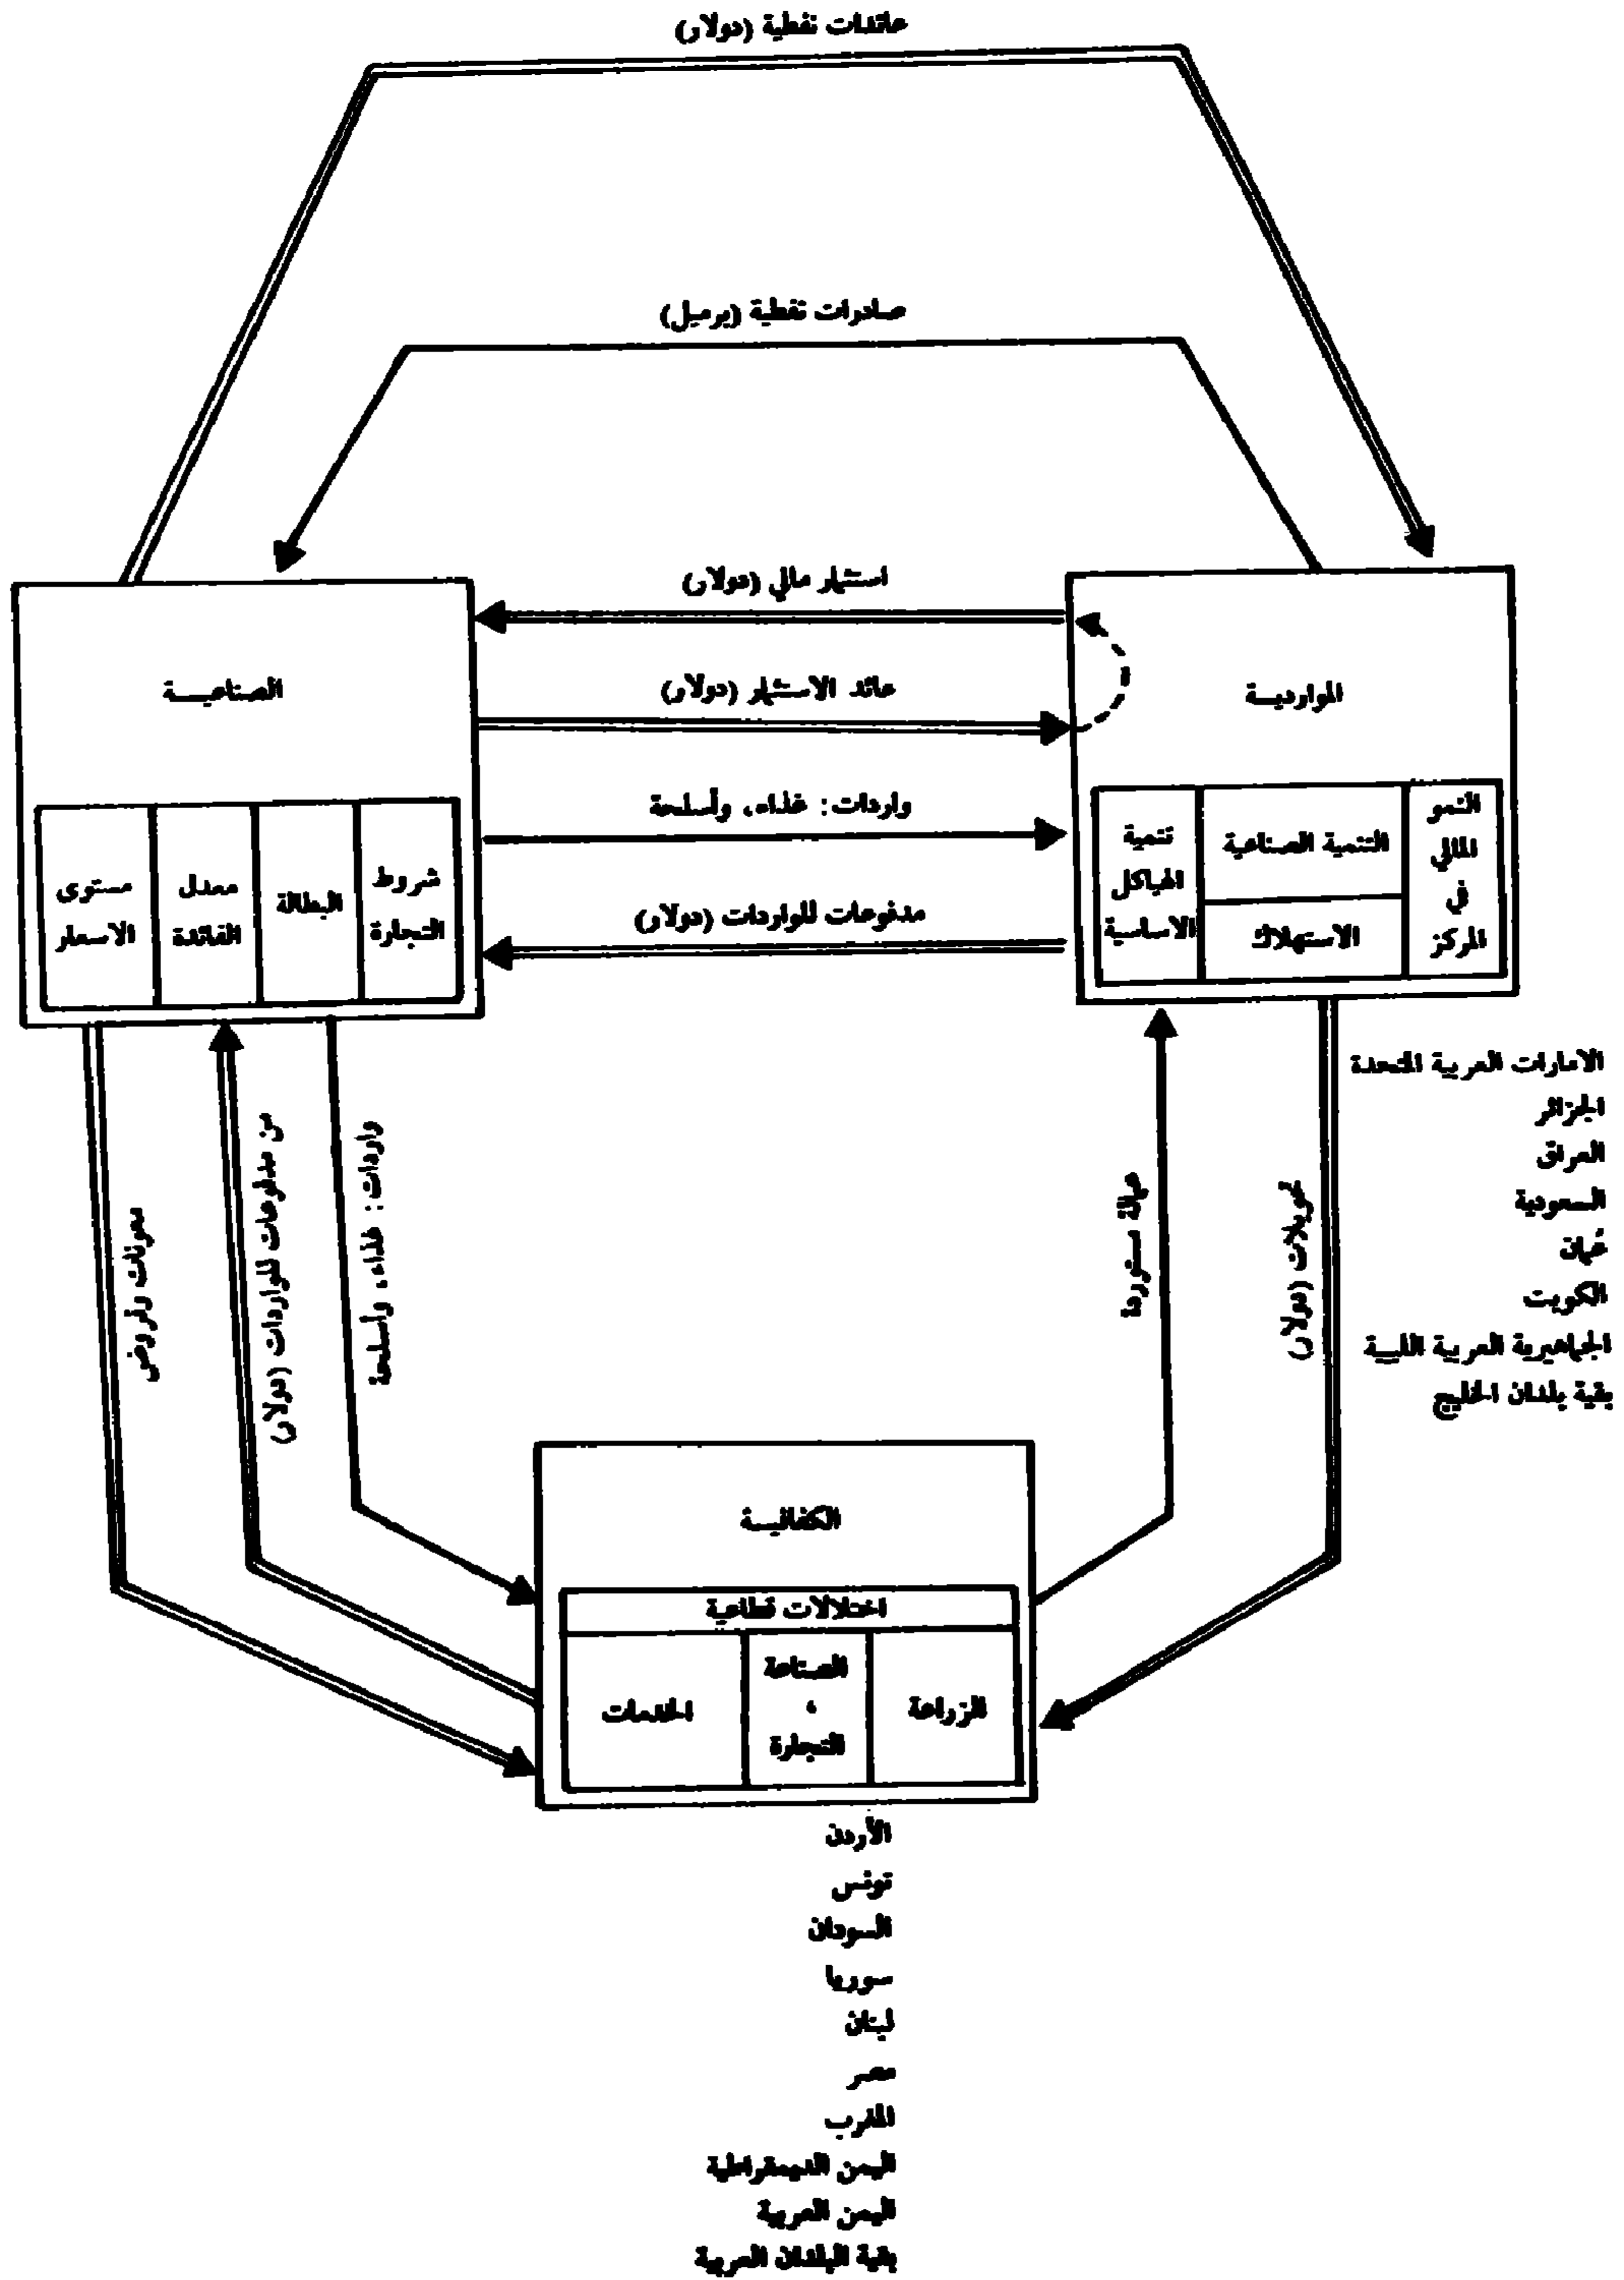 عائدات نفطية (دولار)
صادرات نفطية (برميل)
استثمار مالي (دولار)
عائد الاستثمار (دولار)
واردات: غذاء، وأسلحة
مدفوعات للواردات (دولار)
المواردية
النمو
المالي
في
المركز
التنمية الصناعية
الاستهلاك
تنمية
الهياكل
الاساسية
الصناعيـــة
شروط
التجارة
البطالة
معدل
الفائدة
مستوى
الاسعار
الامارات العربية المتحدة
الجزائر
العراق
السعودية
عُمان
الكويت
الجماهيرية العربية الليبية
بقية بلدان الخليج
تحويلات (دولار)
عمالة مستوردة
واردات: غذاء، وأسلحة
من مدفوعات للواردات (دولار)
معونات وقروض
الكفائيـــة
اختلالات قطاعية
الزراعة
الصناعة
،
التجارة
الخدمات
الأردن
تونس
السودان
سوريا
لبنان
مصر
المغرب
اليمن الديمقراطية
اليمن العربية
بقية البلدان العربية